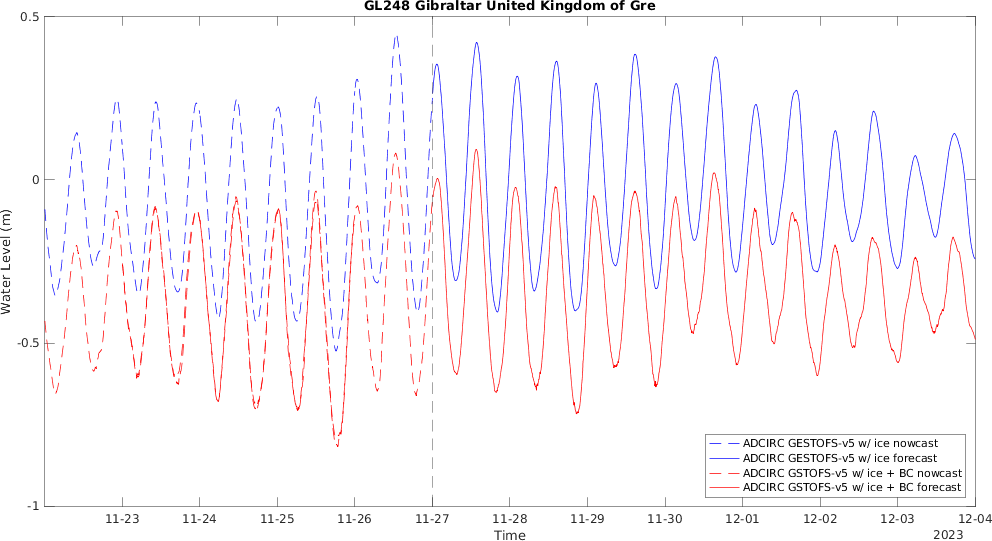 GL248 Gibraltar United Kingdom of Gre
0.5
0
-0.5
-1
Water Level (m)
ADCIRC GESTOFS-v5 w/ ice nowcast
ADCIRC GESTOFS-v5 w/ ice forecast
ADCIRC GSTOFS-v5 w/ ice + BC nowcast
ADCIRC GSTOFS-v5 w/ ice + BC forecast
11-23 11-24 11-25 11-26 11-27 11-28 11-29 11-30 12-01 12-02 12-03 12-04
Time
2023